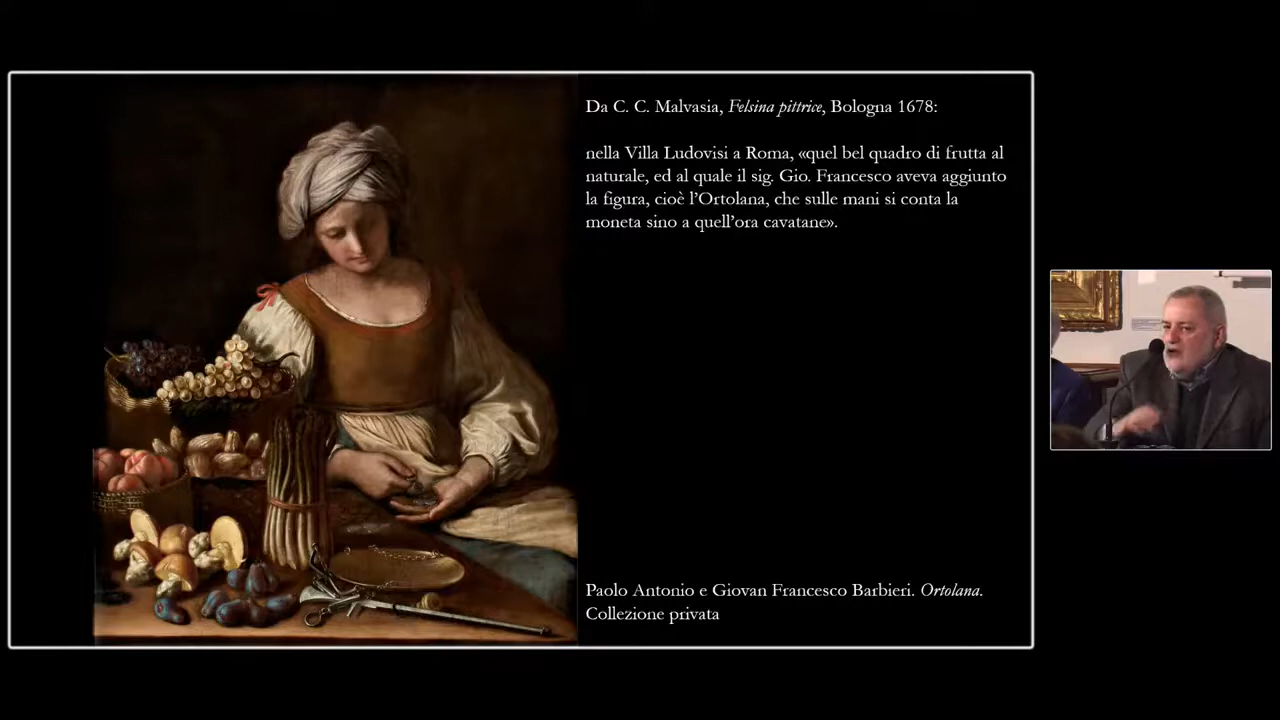 Da C. C. Malvasia, Felsina pittrice, Bologna 1678:
nella Villa Ludovisi a Roma, «quel bel quadro di frutta al
naturale, ed al quale il sig. Gio. Francesco aveva aggiunto
la figura, cioè l’Ortolana, che sulle mani si conta la
moneta sino a quell’ora cavatane».
Paolo Antonio e Giovan Francesco Barbieri. Ortolana.
Collezione privata